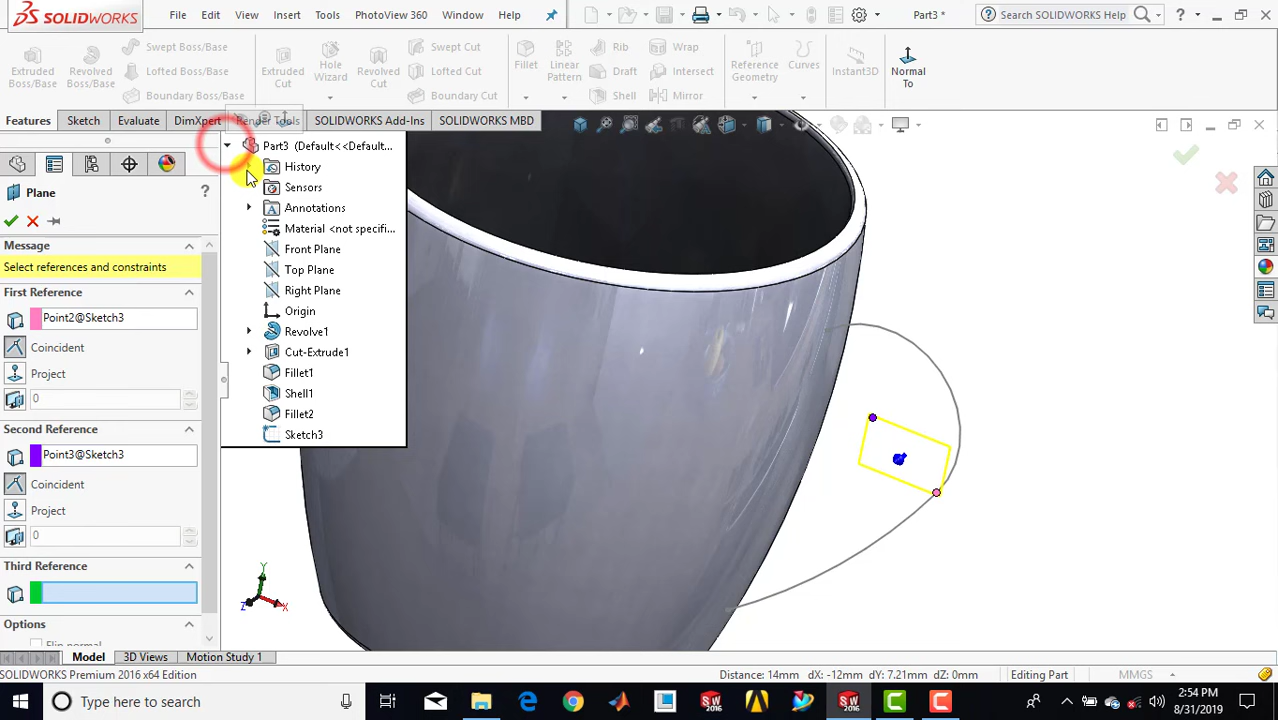 SOLIDWORKS
File Edit View Insert Tools PhotoView 360 Window Help
Part3 *
Search SOLIDWORKS Help
Extruded Boss/Base
Revolved Boss/Base
Swept Boss/Base
Lofted Boss/Base
Boundary Boss/Base
Extruded Cut
Hole Wizard
Revolved Cut
Swept Cut
Lofted Cut
Boundary Cut
Fillet
Linear Pattern
Rib
Draft
Shell
Wrap
Intersect
Mirror
Reference Geometry
Curves
Instant3D
Normal To
Features Sketch Evaluate DimXpert Render Tools SOLIDWORKS Add-Ins SOLIDWORKS MBD
Part3 (Default<<Default...
History
Sensors
Annotations
Material <not specifi...
Front Plane
Top Plane
Right Plane
Origin
Revolve1
Cut-Extrude1
Fillet1
Shell1
Fillet2
Sketch3
Plane
?
Message
Select references and constraints
First Reference
Point2@Sketch3
Coincident
Project
0
Second Reference
Point3@Sketch3
Coincident
Project
0
Third Reference
Options
Flip normal
Y
Z
X
Model 3D Views Motion Study 1
SOLIDWORKS Premium 2016 x64 Edition
Distance: 14mm dX: -12mm dY: 7.21mm dZ: 0mm
Editing Part
MMGS
Type here to search
2:54 PM
8/31/2019